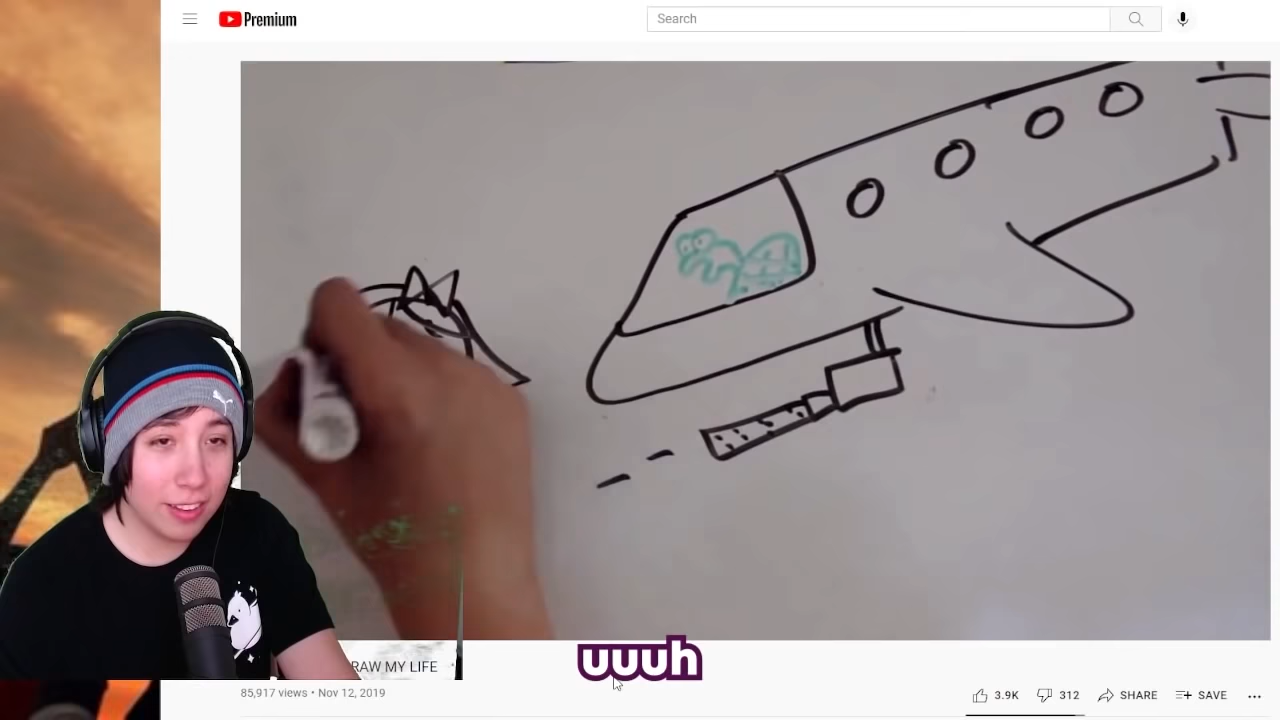 Premium
Search
uuuh
RAW MY LIFE
85,917 views • Nov 12, 2019
3.9K
312
SHARE
SAVE